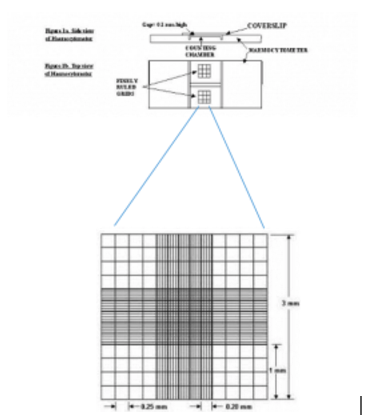 Figure 1a. Side view
of Haemocytometer
Gap= 0.1 mm high
COVERSLIP
COUNTING
CHAMBER
HAEMOCYTOMETER
Figure 1b. Top view
of Haemocytometer
FINELY
RULED
GRIDS
3 mm
1 mm
0.25 mm
0.20 mm